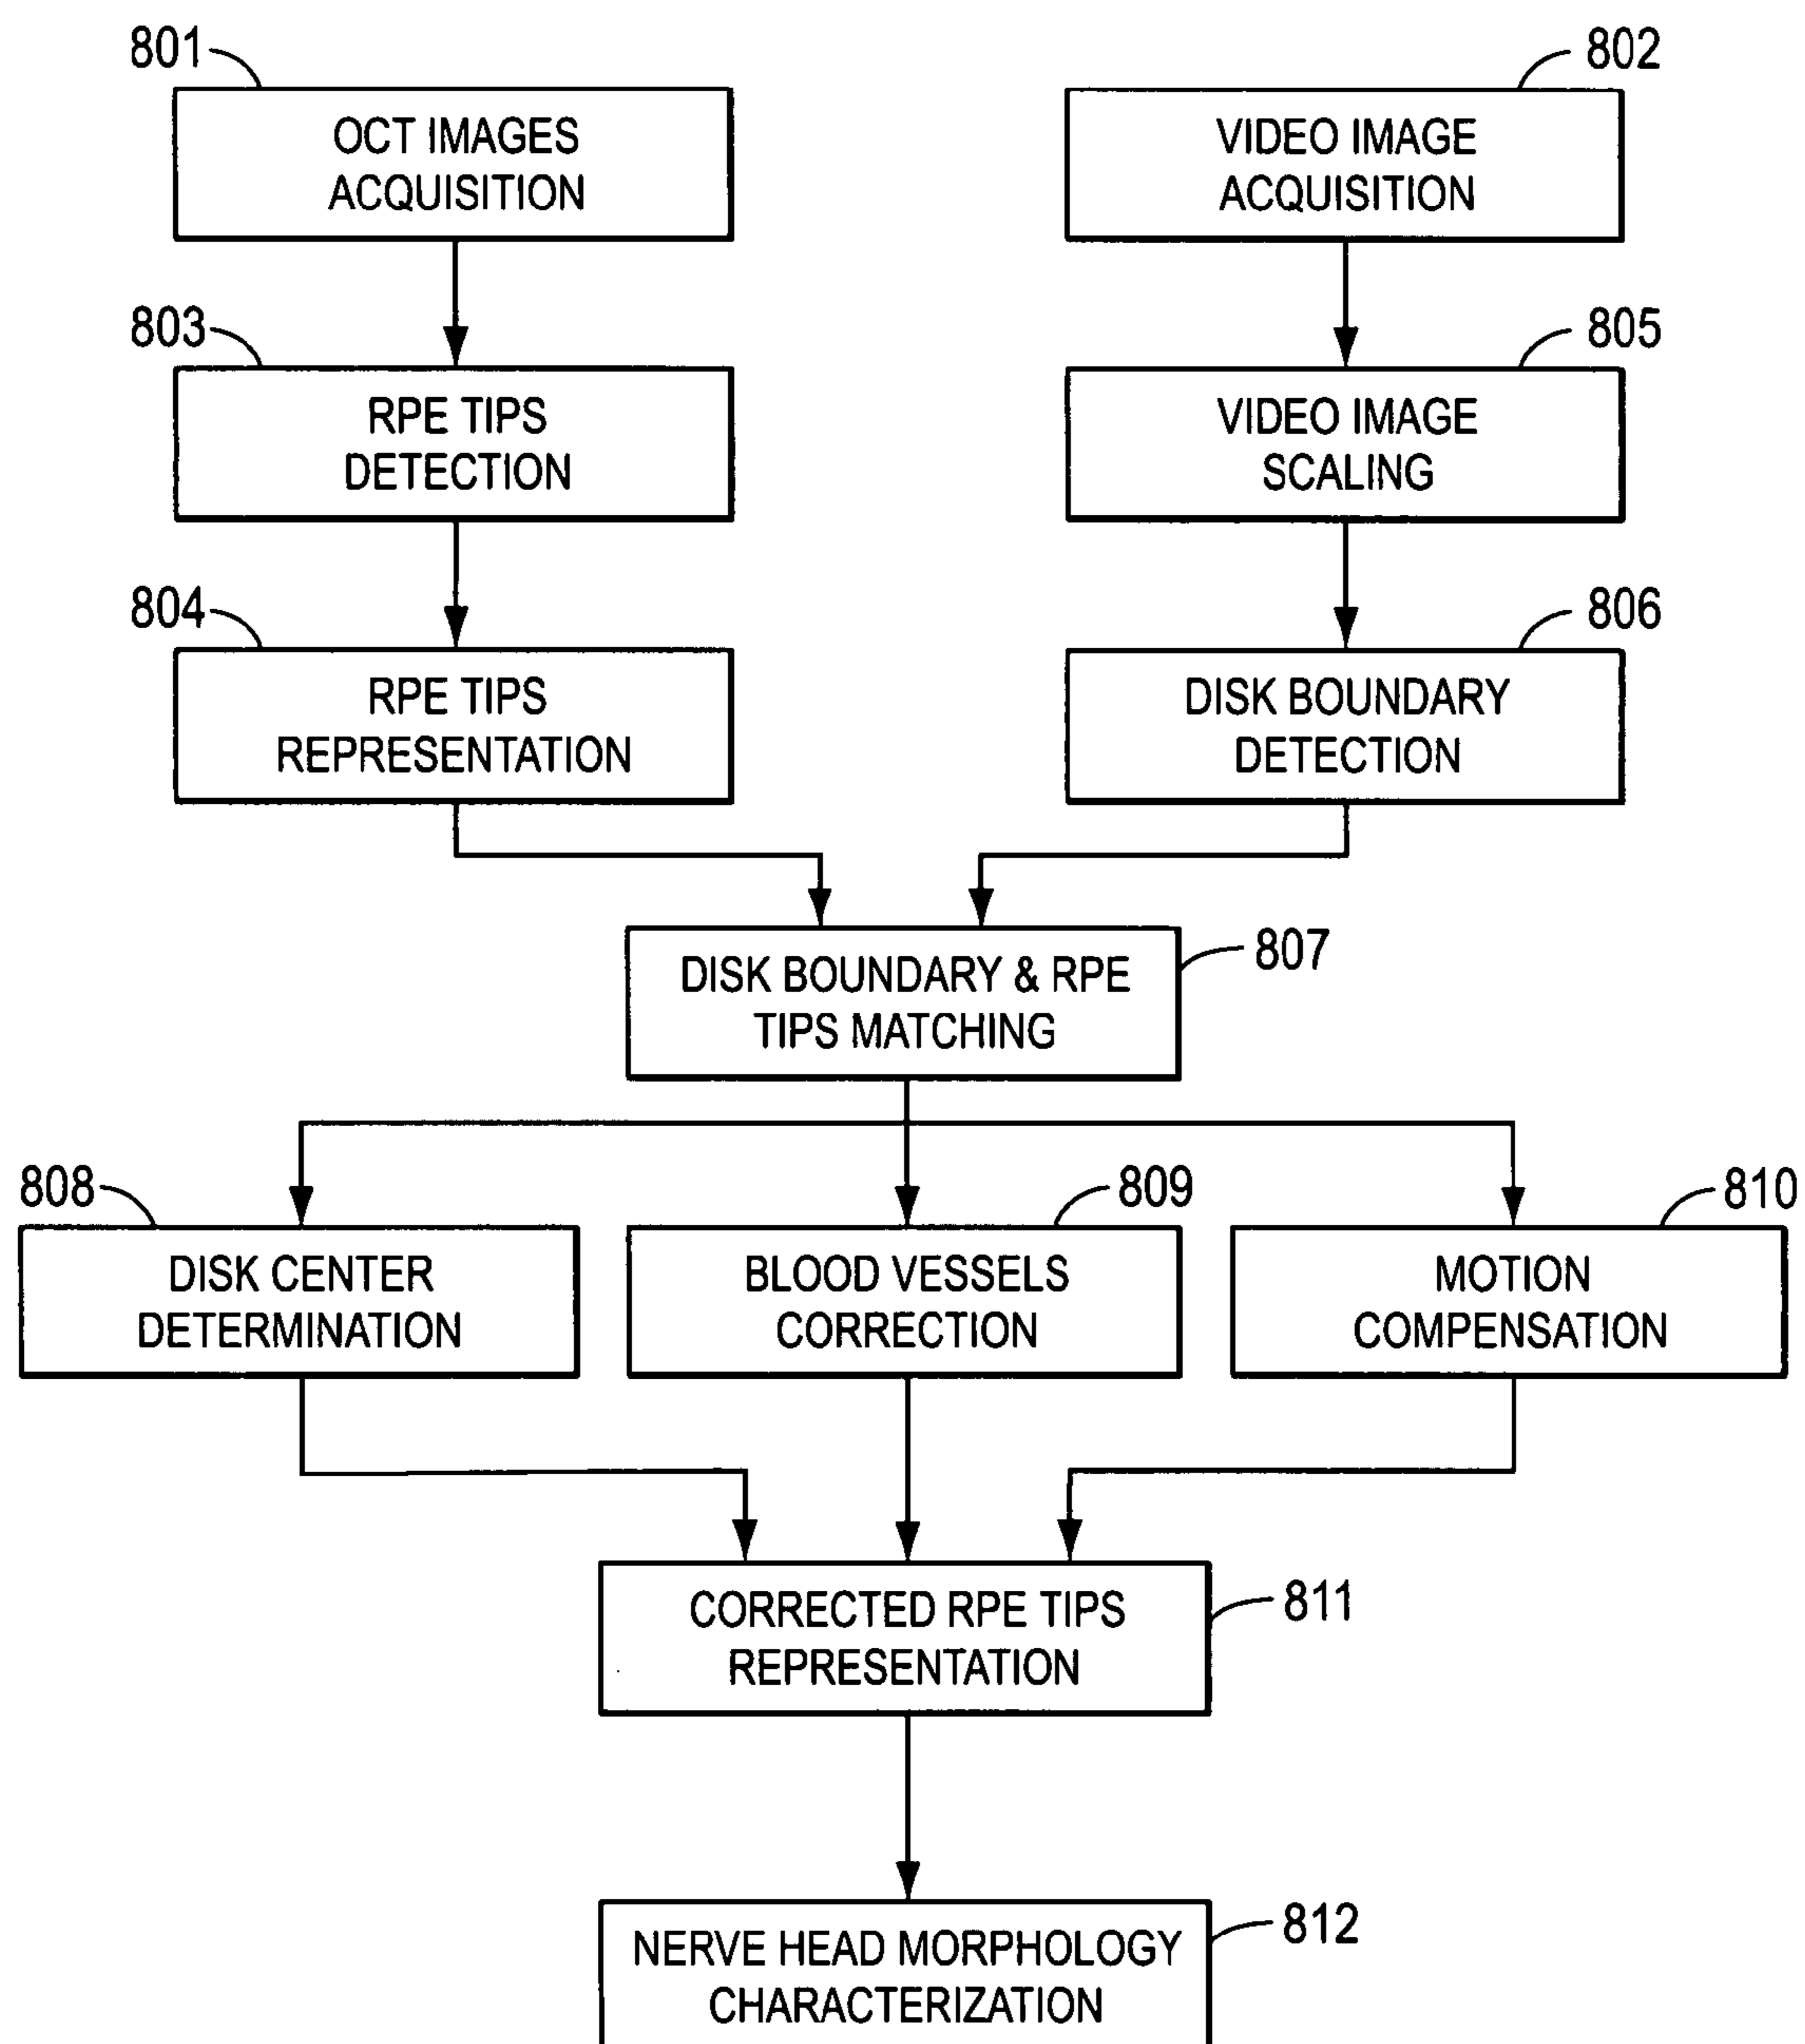 801
OCT IMAGES
ACQUISITION
802
VIDEO IMAGE
ACQUISITION
803
RPE TIPS
DETECTION
805
VIDEO IMAGE
SCALING
804
RPE TIPS
REPRESENTATION
806
DISK BOUNDARY
DETECTION
807
DISK BOUNDARY & RPE
TIPS MATCHING
808
DISK CENTER
DETERMINATION
809
BLOOD VESSELS
CORRECTION
810
MOTION
COMPENSATION
811
CORRECTED RPE TIPS
REPRESENTATION
812
NERVE HEAD MORPHOLOGY
CHARACTERIZATION